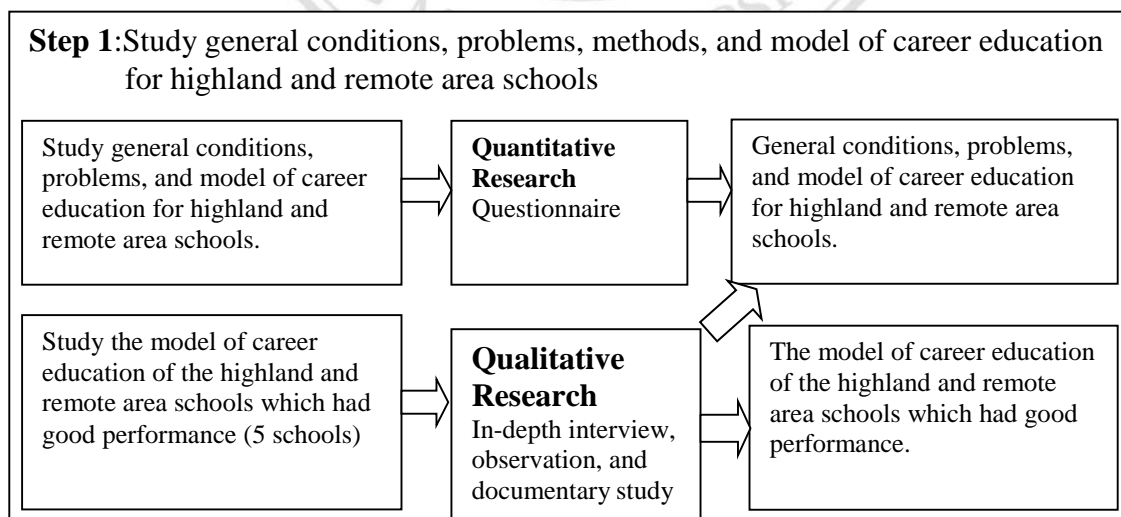 Step 1:Study general conditions, problems, methods, and model of career education
for highland and remote area schools
Study general conditions,
problems, and model of career
education for highland and
remote area schools.
Quantitative
Research
Questionnaire
General conditions, problems,
and model of career education
for highland and remote area
schools.
Study the model of career
education of the highland and
remote area schools which had
good performance (5 schools)
Qualitative
Research
In-depth interview,
observation, and
documentary study
The model of career education
of the highland and remote
area schools which had good
performance.